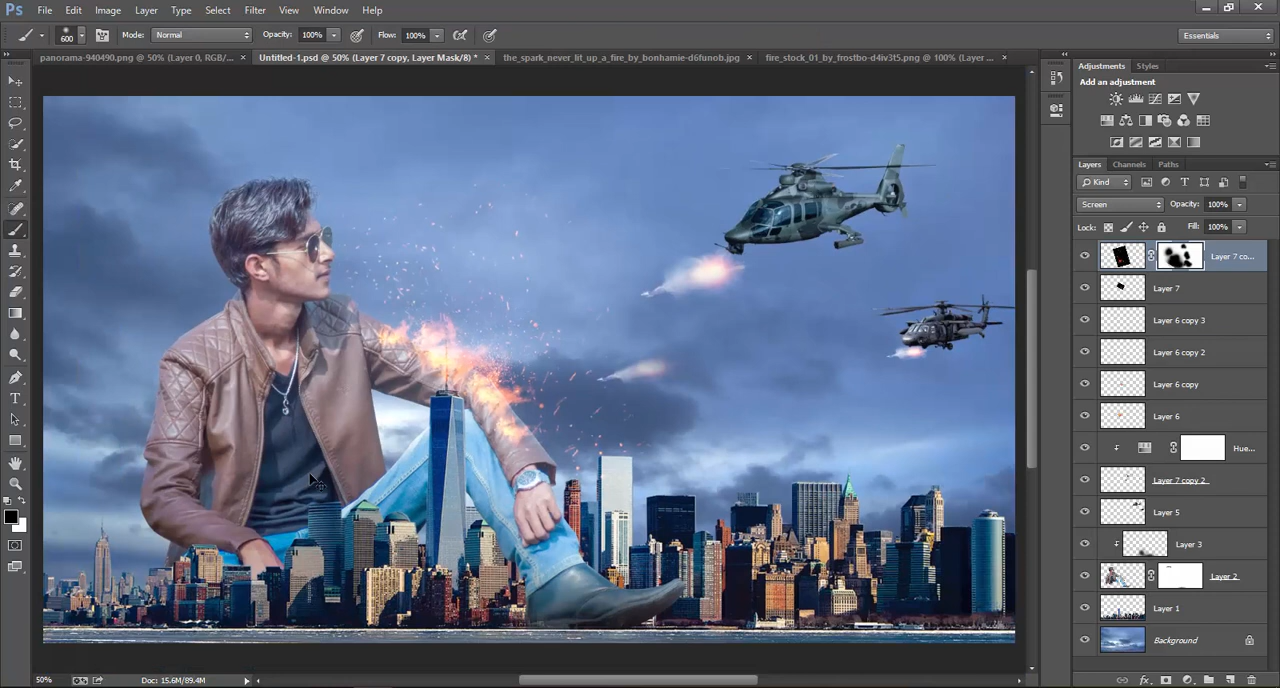 Ps File Edit Image Layer Type Select Filter View Window Help
600 Mode: Normal Opacity: 100% Flow: 100% Essentials
panorama-940490.png @ 50% (Layer 0, RGB/... × Untitled-1.psd @ 50% (Layer 7 copy, Layer Mask/8) * × the_spark_never_lit_up_a_fire_by_bonhamie-d6funob.jpg × fire_stock_01_by_frostbo-d4iv3t5.png @ 100% (Layer ... ×
Adjustments Styles
Add an adjustment
Layers Channels Paths
Kind
Screen Opacity: 100%
Lock: Fill: 100%
Layer 7 co...
Layer 7
Layer 6 copy 3
Layer 6 copy 2
Layer 6 copy
Layer 6
Hue...
Layer 7 copy 2
Layer 5
Layer 3
Layer 2
Layer 1
Background
50% Doc: 15.6M/89.4M